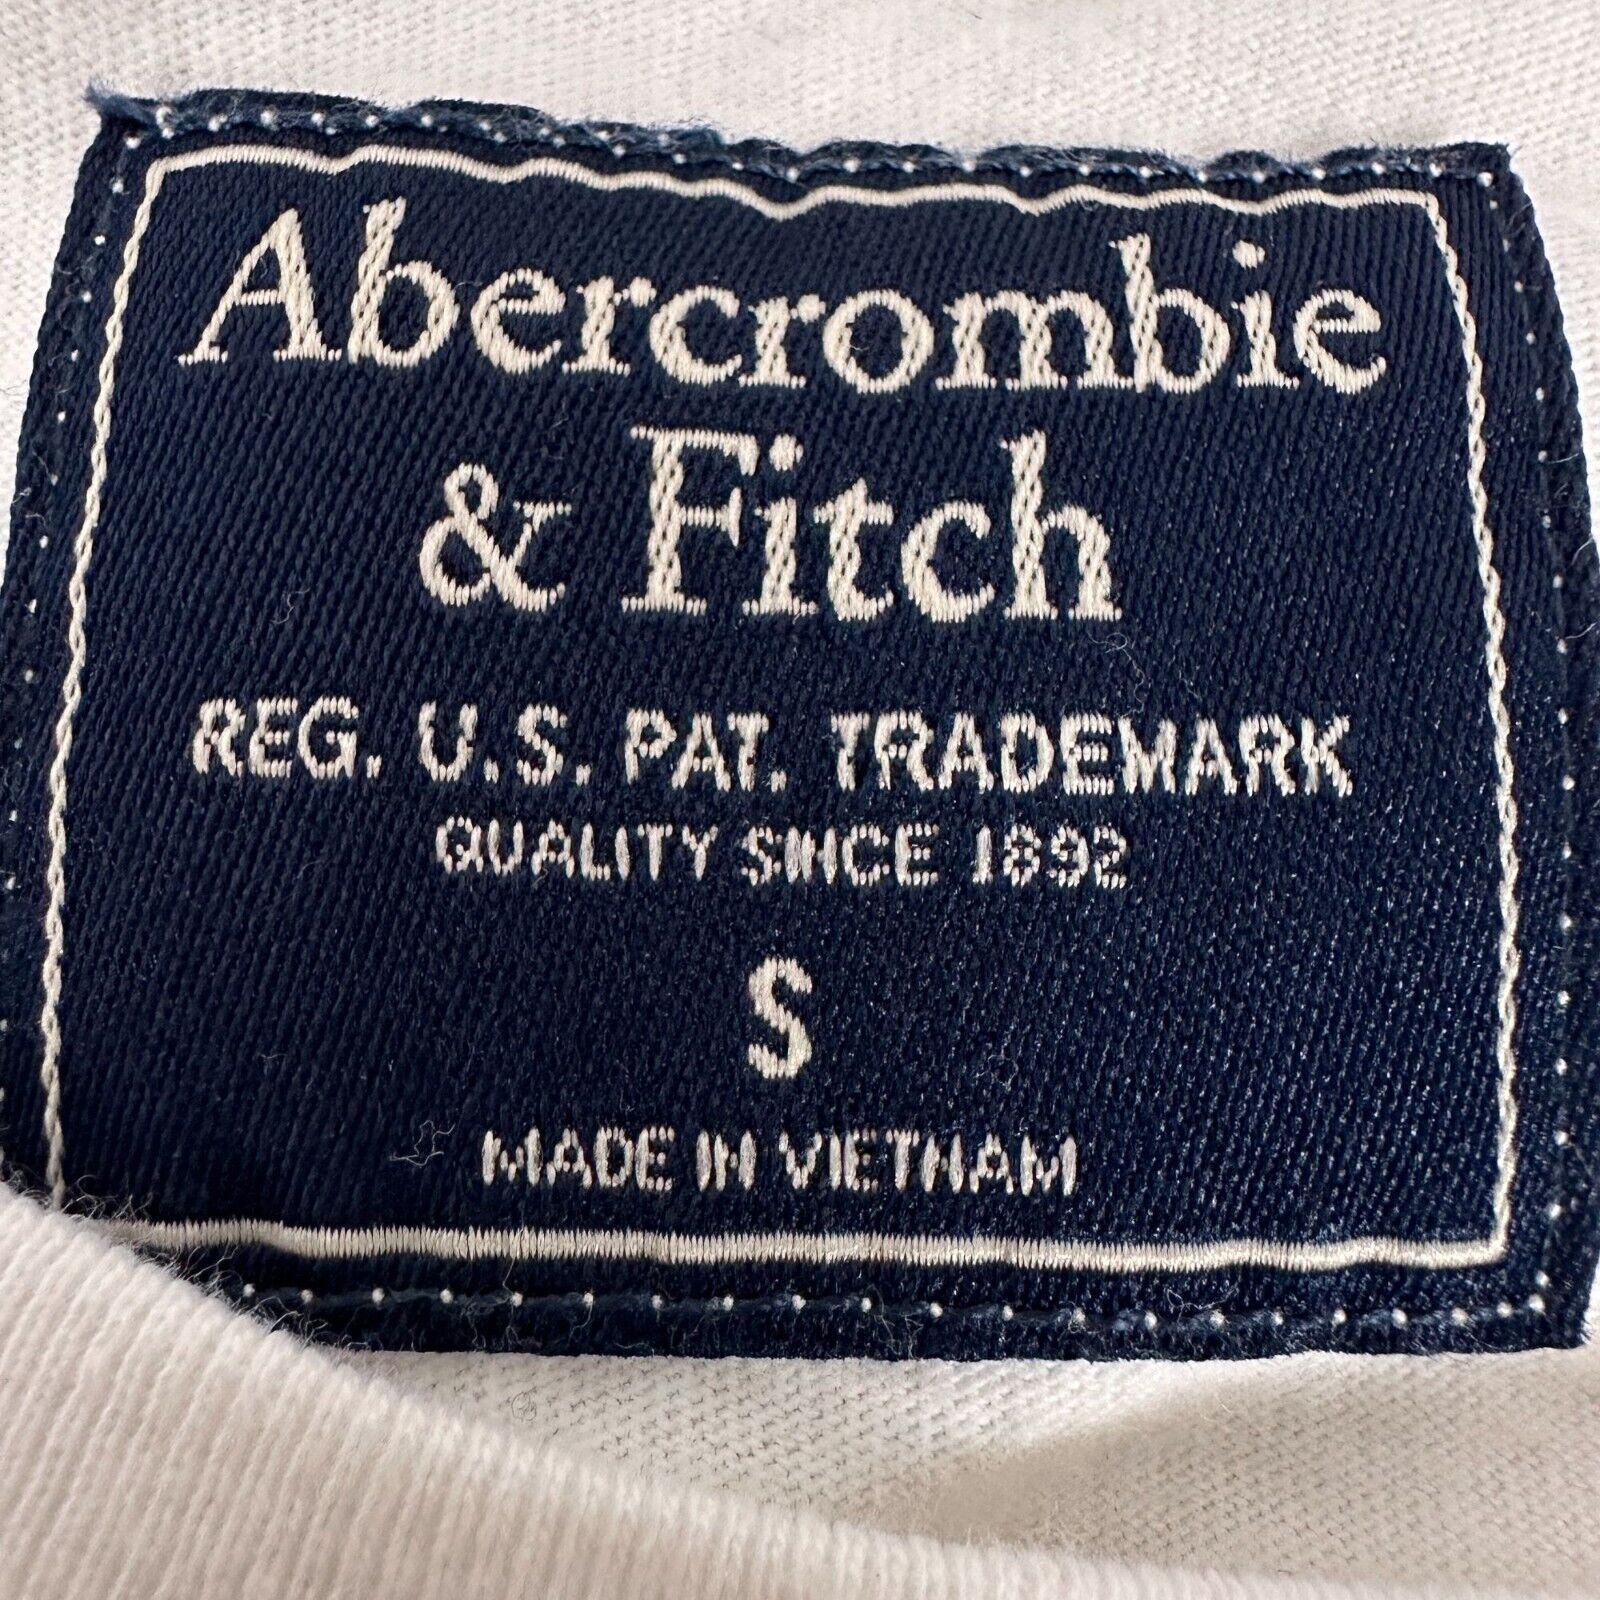 Abercrombie
& Fitch
REG. U.S. PAT. TRADEMARK
QUALITY SINCE 1892
S
MADE IN VIETNAM